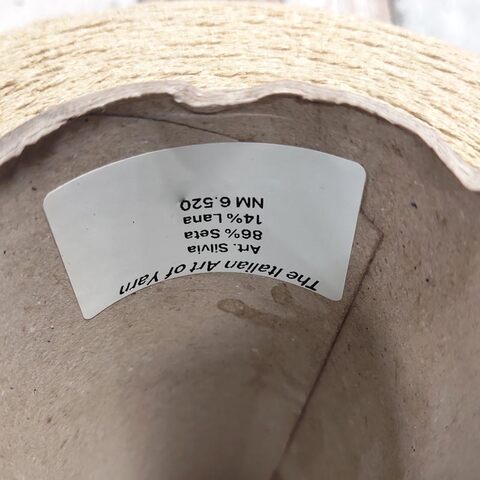 The Italian Art of Yarn
Art. Silvia
86% Seta
14% Lana
NM 6.520